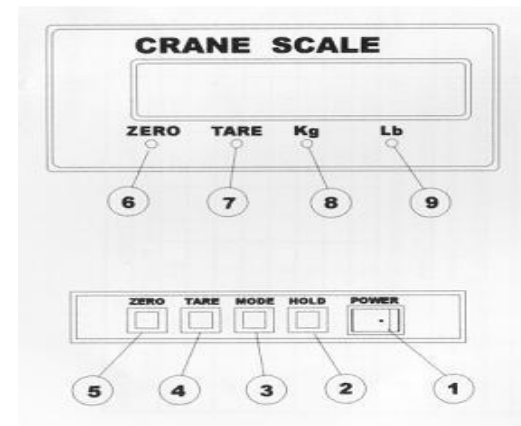 CRANE SCALE
ZERO TARE Kg Lb
6 7 8 9
ZERO TARE MODE HOLD POWER
5 4 3 2 1